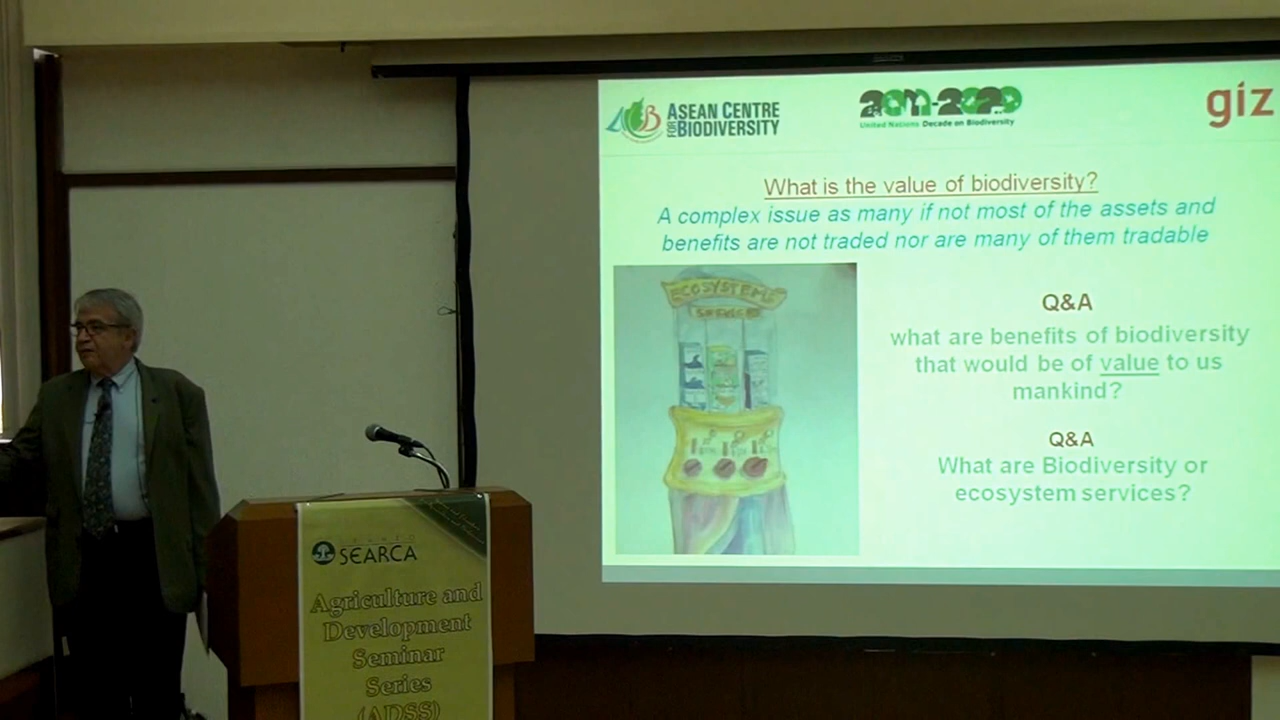 ASEAN CENTRE
FOR BIODIVERSITY
2011-2020
United Nations Decade on Biodiversity
giz
What is the value of biodiversity?
A complex issue as many if not most of the assets and
benefits are not traded nor are many of them tradable
ECOSYSTEMS
SERVICES
Q&A
what are benefits of biodiversity
that would be of value to us
mankind?
Q&A
What are Biodiversity or
ecosystem services?
SEARCA
Agriculture and
Development
Seminar
Series
(ADSS)